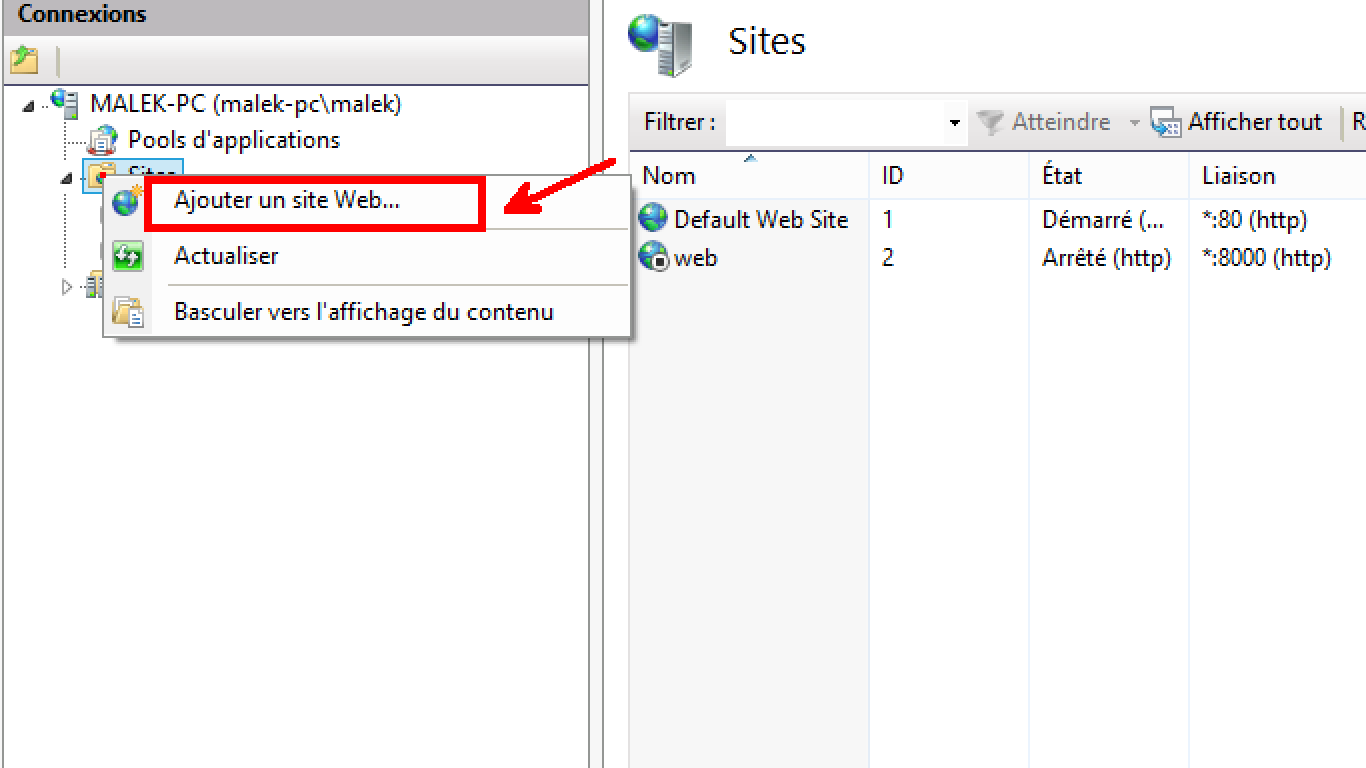 Connexions
MALEK-PC (malek-pc\malek)
Pools d'applications
Sites
Ajouter un site Web...
Actualiser
Basculer vers l'affichage du contenu
Sites
Filtrer :
Atteindre
Afficher tout
R
Nom ID État Liaison
Default Web Site 1 Démarré (... *:80 (http)
web 2 Arrêté (http) *:8000 (http)